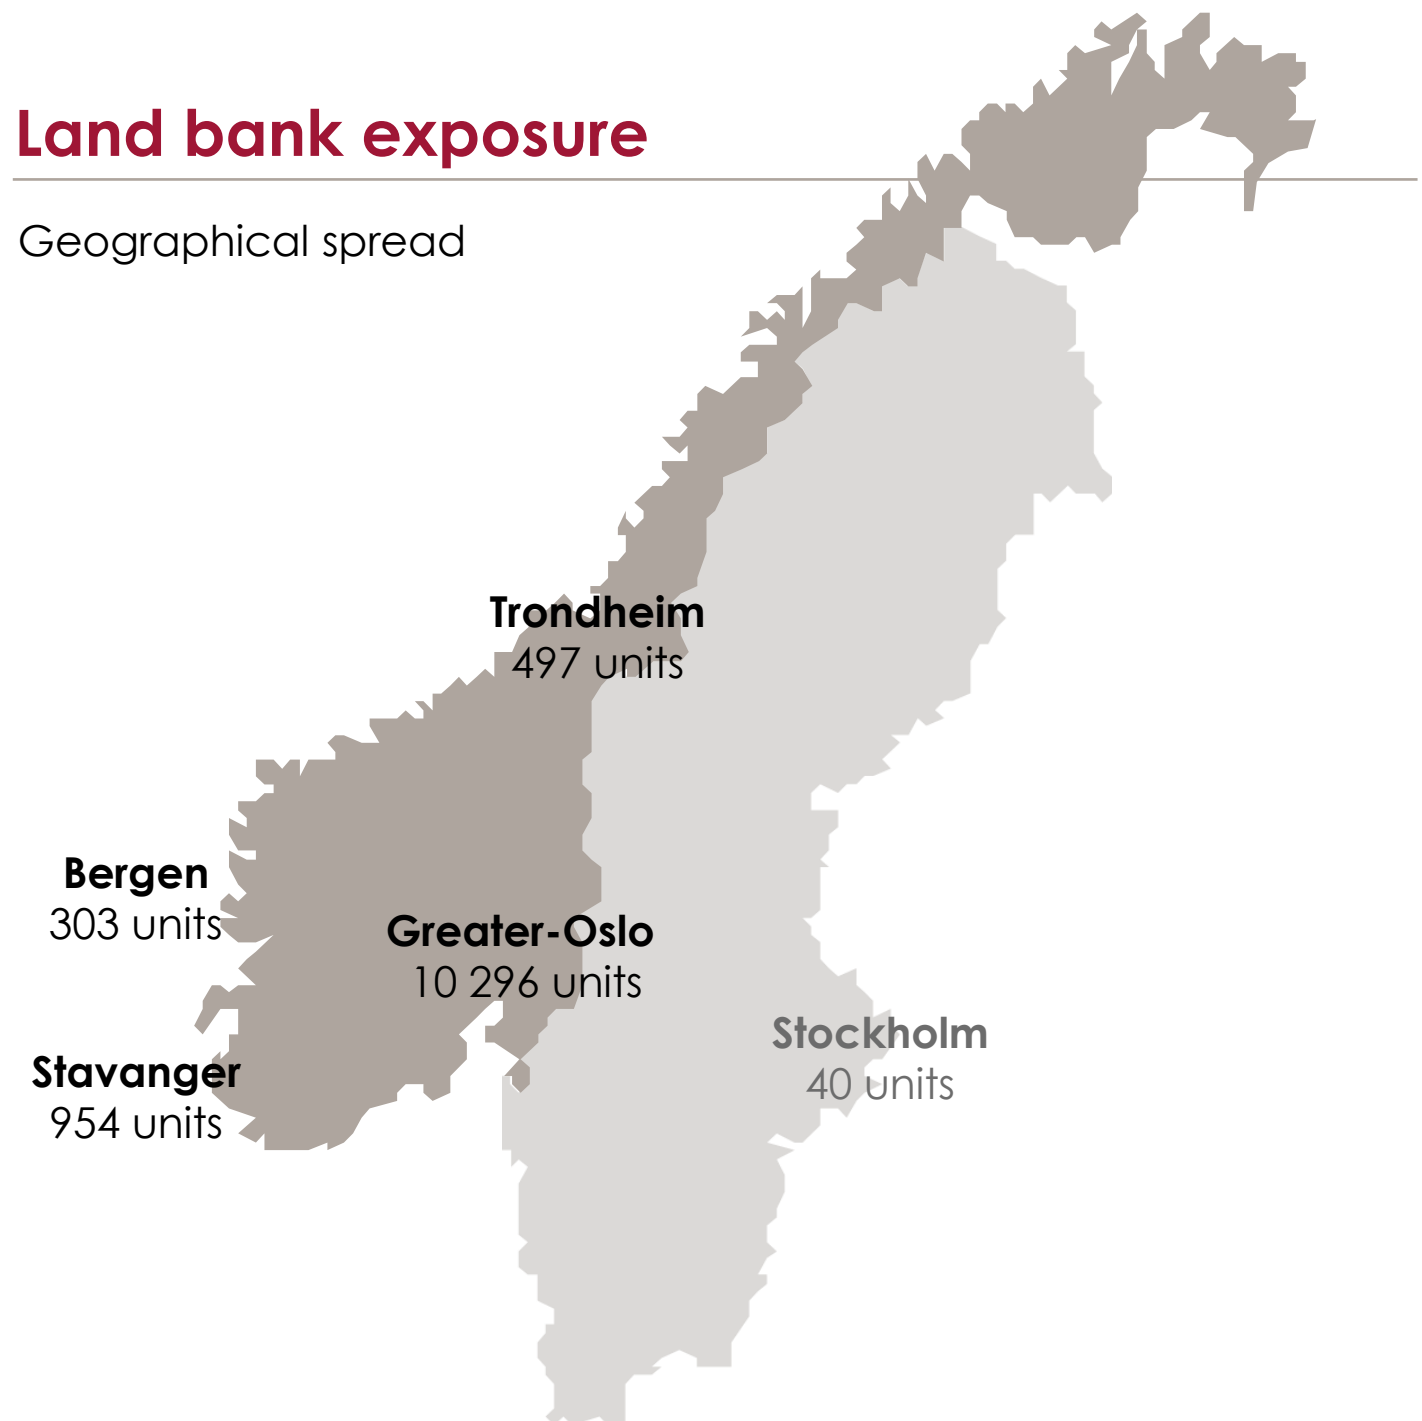 Land bank exposure
Geographical spread
Trondheim
497 units
Bergen
303 units
Greater-Oslo
10 296 units
Stockholm
40 units
Stavanger
954 units